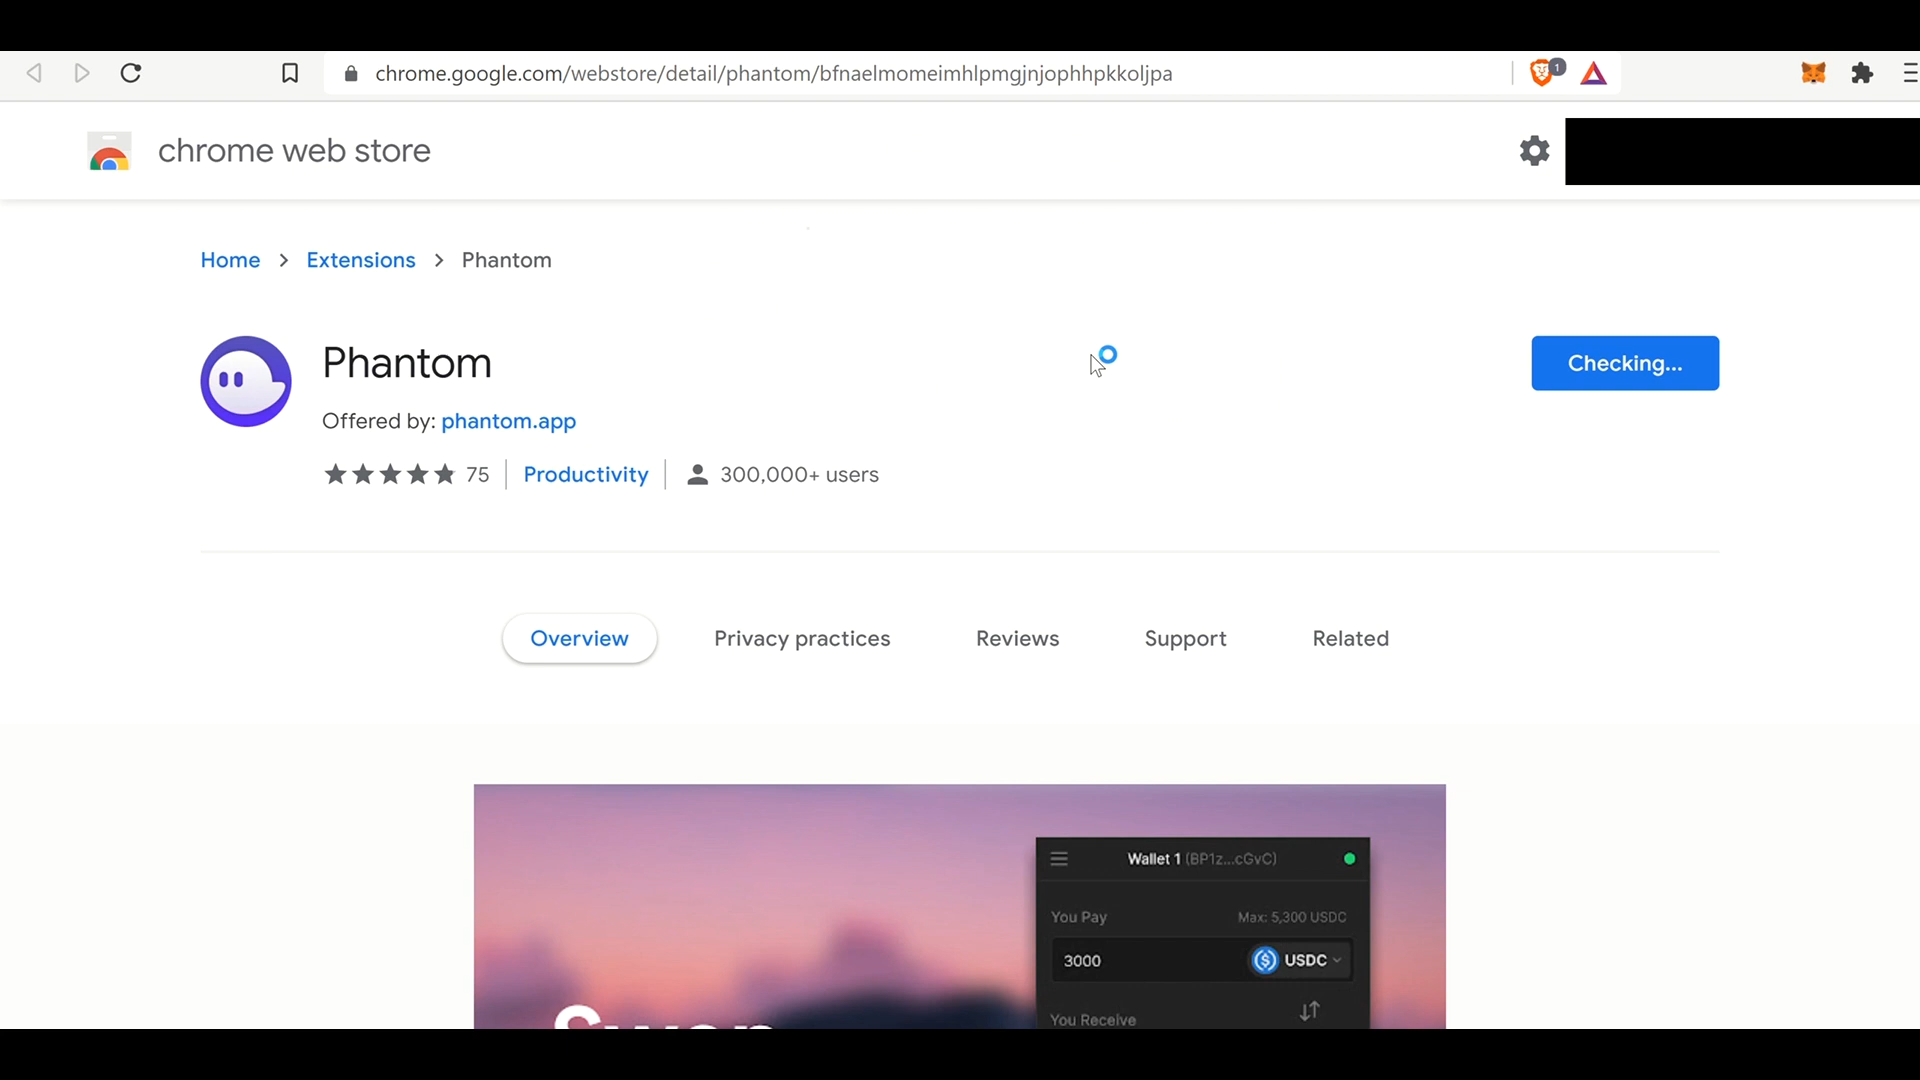 chrome.google.com/webstore/detail/phantom/bfnaelmomeimhlpmgjnjophhpkkoljpa
1
chrome web store
Home > Extensions > Phantom
Phantom
Checking...
Offered by: phantom.app
75 Productivity 300,000+ users
Overview Privacy practices Reviews Support Related
Wallet 1 (BP1z...cGvC)
You Pay Max: 5,300 USDC
3000 USDC
You Receive
Swap